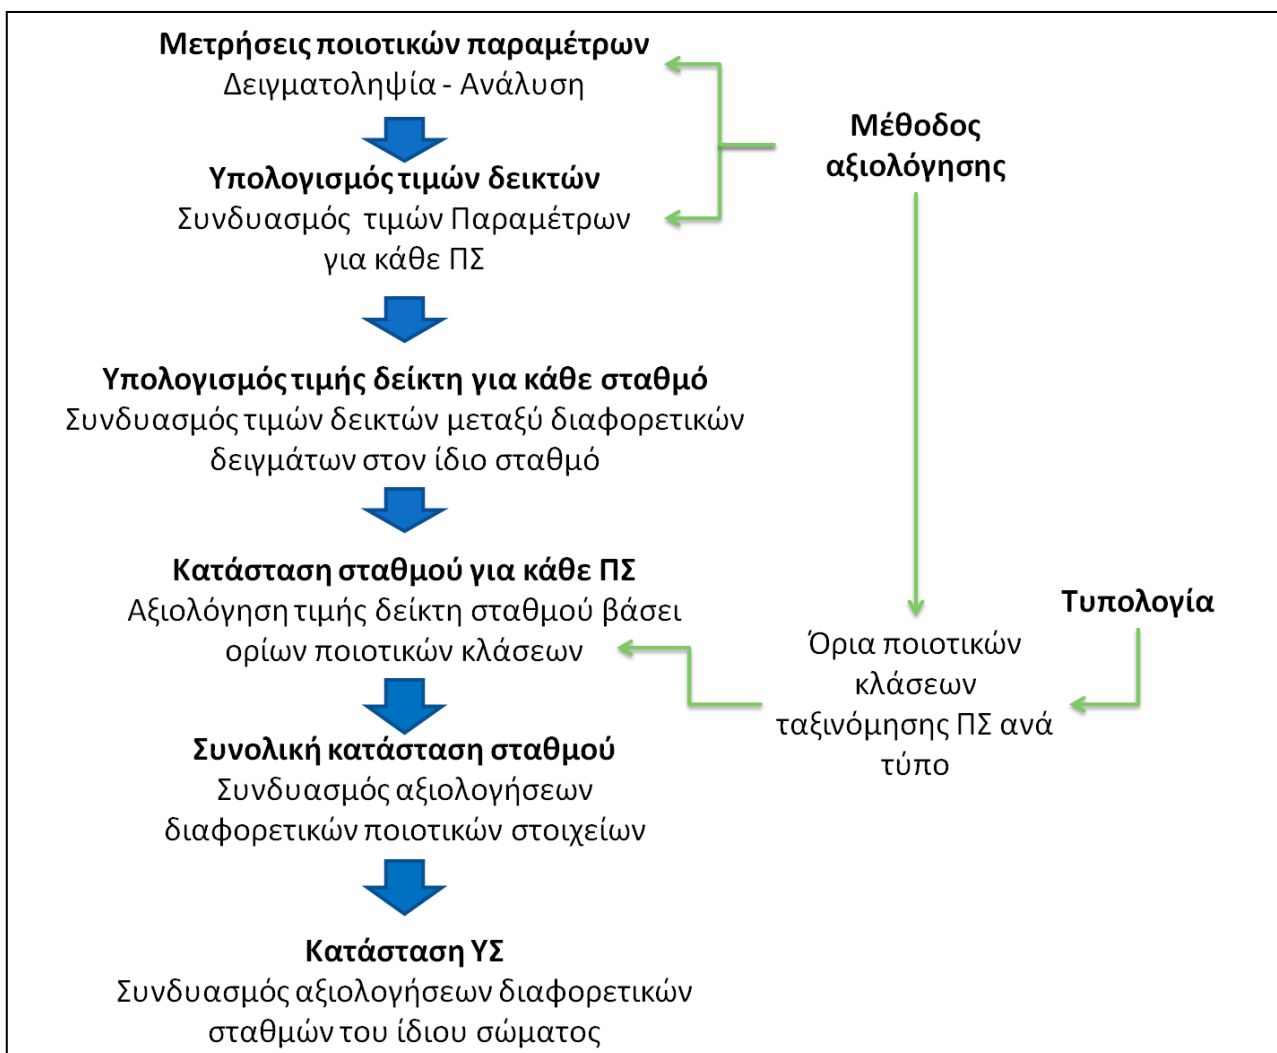 Μετρήσεις ποιοτικών παραμέτρων
Δειγματοληψία - Ανάλυση
Υπολογισμός τιμών δεικτών
Συνδυασμός τιμών Παραμέτρων
για κάθε ΠΣ
Υπολογισμός τιμής δείκτη για κάθε σταθμό
Συνδυασμός τιμών δεικτών μεταξύ διαφορετικών
δειγμάτων στον ίδιο σταθμό
Κατάσταση σταθμού για κάθε ΠΣ
Αξιολόγηση τιμής δείκτη σταθμού βάσει
ορίων ποιοτικών κλάσεων
Συνολική κατάσταση σταθμού
Συνδυασμός αξιολογήσεων
διαφορετικών ποιοτικών στοιχείων
Κατάσταση ΥΣ
Συνδυασμός αξιολογήσεων διαφορετικών
σταθμών του ίδιου σώματος
Μέθοδος
αξιολόγησης
Τυπολογία
Όρια ποιοτικών
κλάσεων
ταξινόμησης ΠΣ ανά
τύπο